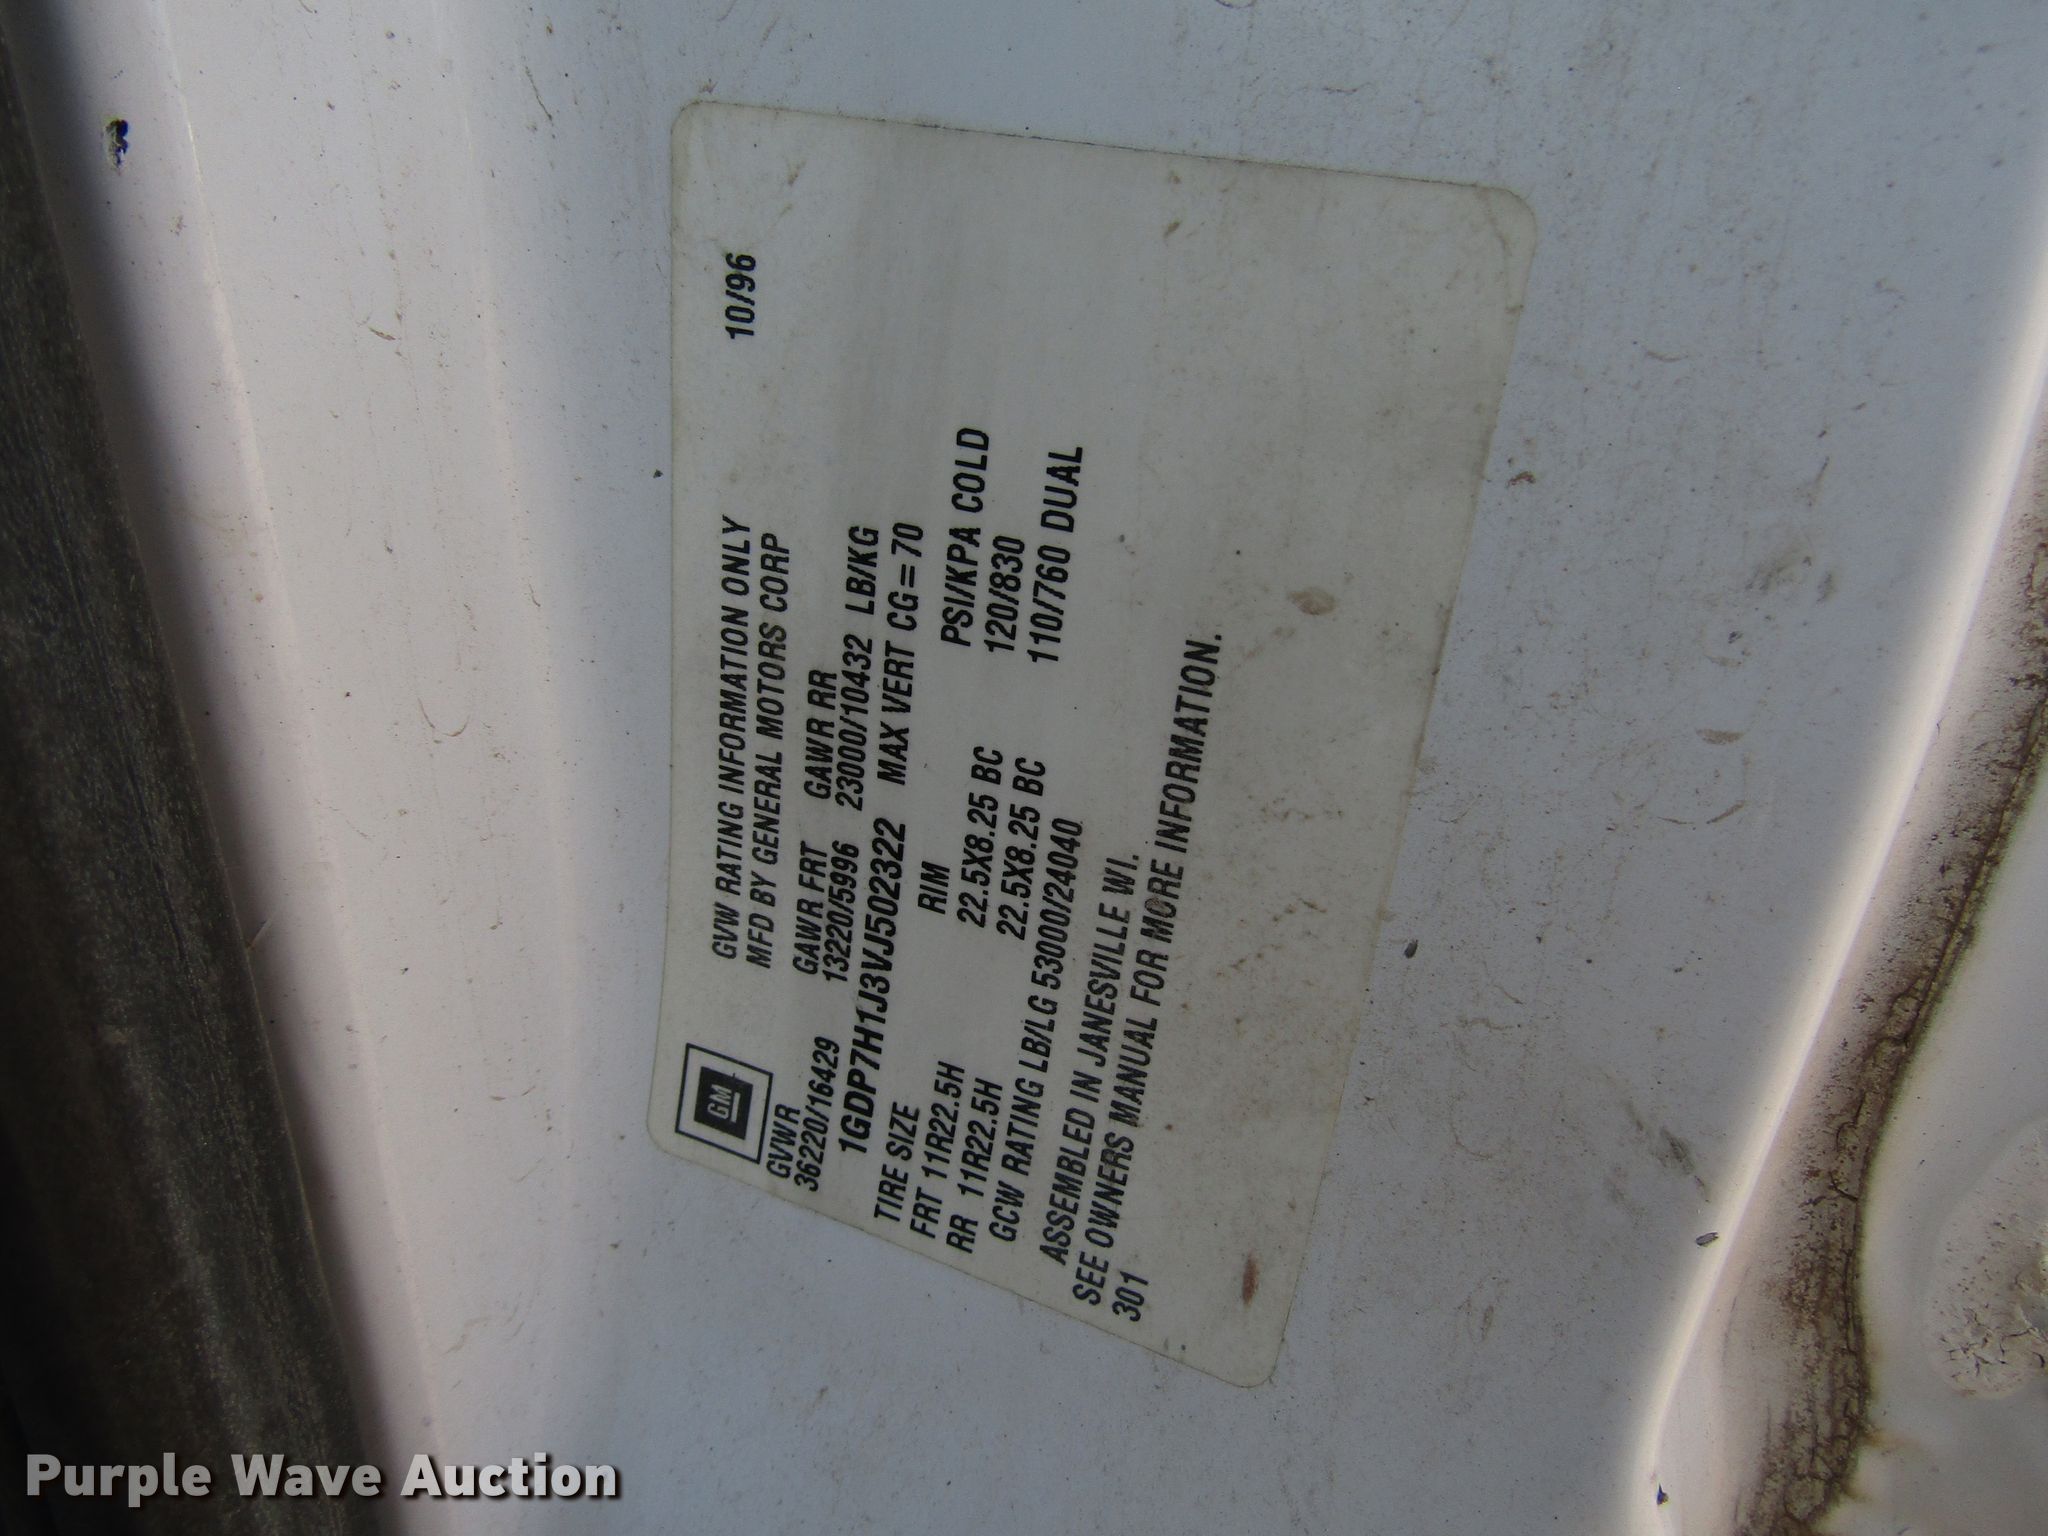 GM
GVW RATING INFORMATION ONLY 10/96
MFD BY GENERAL MOTORS CORP
GVWR GAWR FRT GAWR RR
36220/16429 13220/5996 23000/10432 LB/KG
1GDP7H1J3VJ502322 MAX VERT CG=70
TIRE SIZE RIM PSI/KPA COLD
FRT 11R22.5H 22.5X8.25 BC 120/830
RR 11R22.5H 22.5X8.25 BC 110/760 DUAL
GCW RATING LB/LG 53000/24040
ASSEMBLED IN JANESVILLE WI.
SEE OWNERS MANUAL FOR MORE INFORMATION.
301
Purple Wave Auction